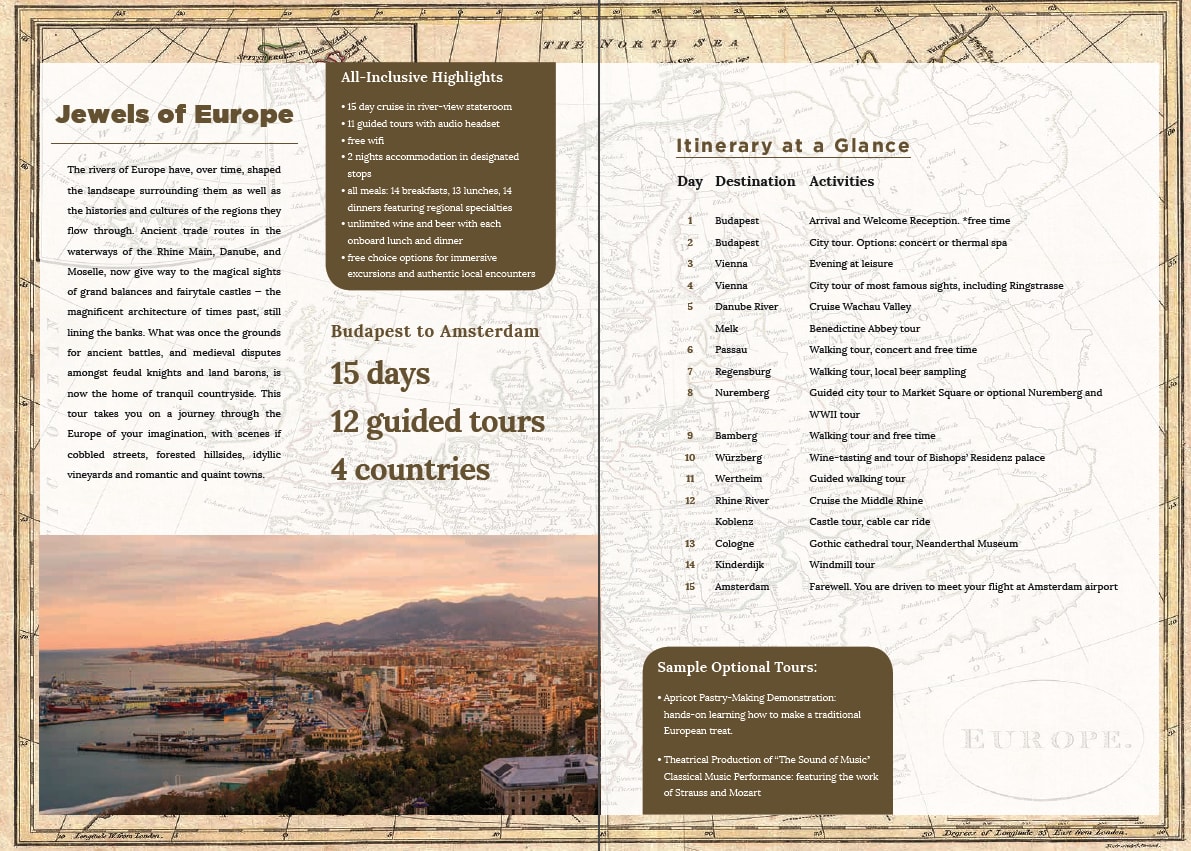 THE NORTH SEA
Jewels of Europe
The rivers of Europe have, over time, shaped
the landscape surrounding them as well as
the histories and cultures of the regions they
flow through. Ancient trade routes in the
waterways of the Rhine Main, Danube, and
Moselle, now give way to the magical sights
of grand balances and fairytale castles — the
magnificent architecture of times past, still
lining the banks. What was once the grounds
for ancient battles, and medieval disputes
amongst feudal knights and land barons, is
now the home of tranquil countryside. This
tour takes you on a journey through the
Europe of your imagination, with scenes if
cobbled streets, forested hillsides, idyllic
vineyards and romantic and quaint towns.
All-Inclusive Highlights
• 15 day cruise in river-view stateroom
• 11 guided tours with audio headset
• free wifi
• 2 nights accommodation in designated
stops
• all meals: 14 breakfasts, 13 lunches, 14
dinners featuring regional specialties
• unlimited wine and beer with each
onboard lunch and dinner
• free choice options for immersive
excursions and authentic local encounters
Budapest to Amsterdam
15 days
12 guided tours
4 countries
Itinerary at a Glance
Day Destination Activities
1 Budapest Arrival and Welcome Reception. *free time
2 Budapest City tour. Options: concert or thermal spa
3 Vienna Evening at leisure
4 Vienna City tour of most famous sights, including Ringstrasse
5 Danube River Cruise Wachau Valley
Melk Benedictine Abbey tour
6 Passau Walking tour, concert and free time
7 Regensburg Walking tour, local beer sampling
8 Nuremberg Guided city tour to Market Square or optional Nuremberg and
WWII tour
9 Bamberg Walking tour and free time
10 Würzberg Wine-tasting and tour of Bishops' Residenz palace
11 Wertheim Guided walking tour
12 Rhine River Cruise the Middle Rhine
Koblenz Castle tour, cable car ride
13 Cologne Gothic cathedral tour, Neanderthal Museum
14 Kinderdijk Windmill tour
15 Amsterdam Farewell. You are driven to meet your flight at Amsterdam airport
Sample Optional Tours:
• Apricot Pastry-Making Demonstration:
hands-on learning how to make a traditional
European treat.
• Theatrical Production of “The Sound of Music”
Classical Music Performance: featuring the work
of Strauss and Mozart
EUROPE.
Longitude W. from London.
Degrees of Longitude 35 East from London.